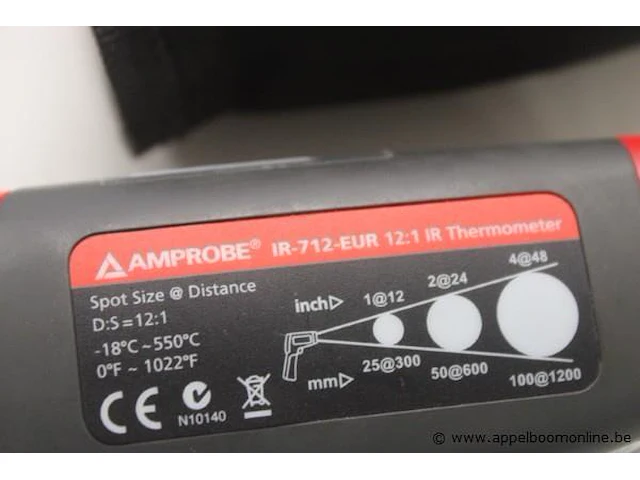 AMPROBE® IR-712-EUR 12:1 IR Thermometer
Spot Size @ Distance
D:S=12:1
-18°C ~ 550°C
0°F ~ 1022°F
inch▷ 1@12 2@24 4@48
mm▷ 25@300 50@600 100@1200
CE N10140
© www.appelboomonline.be